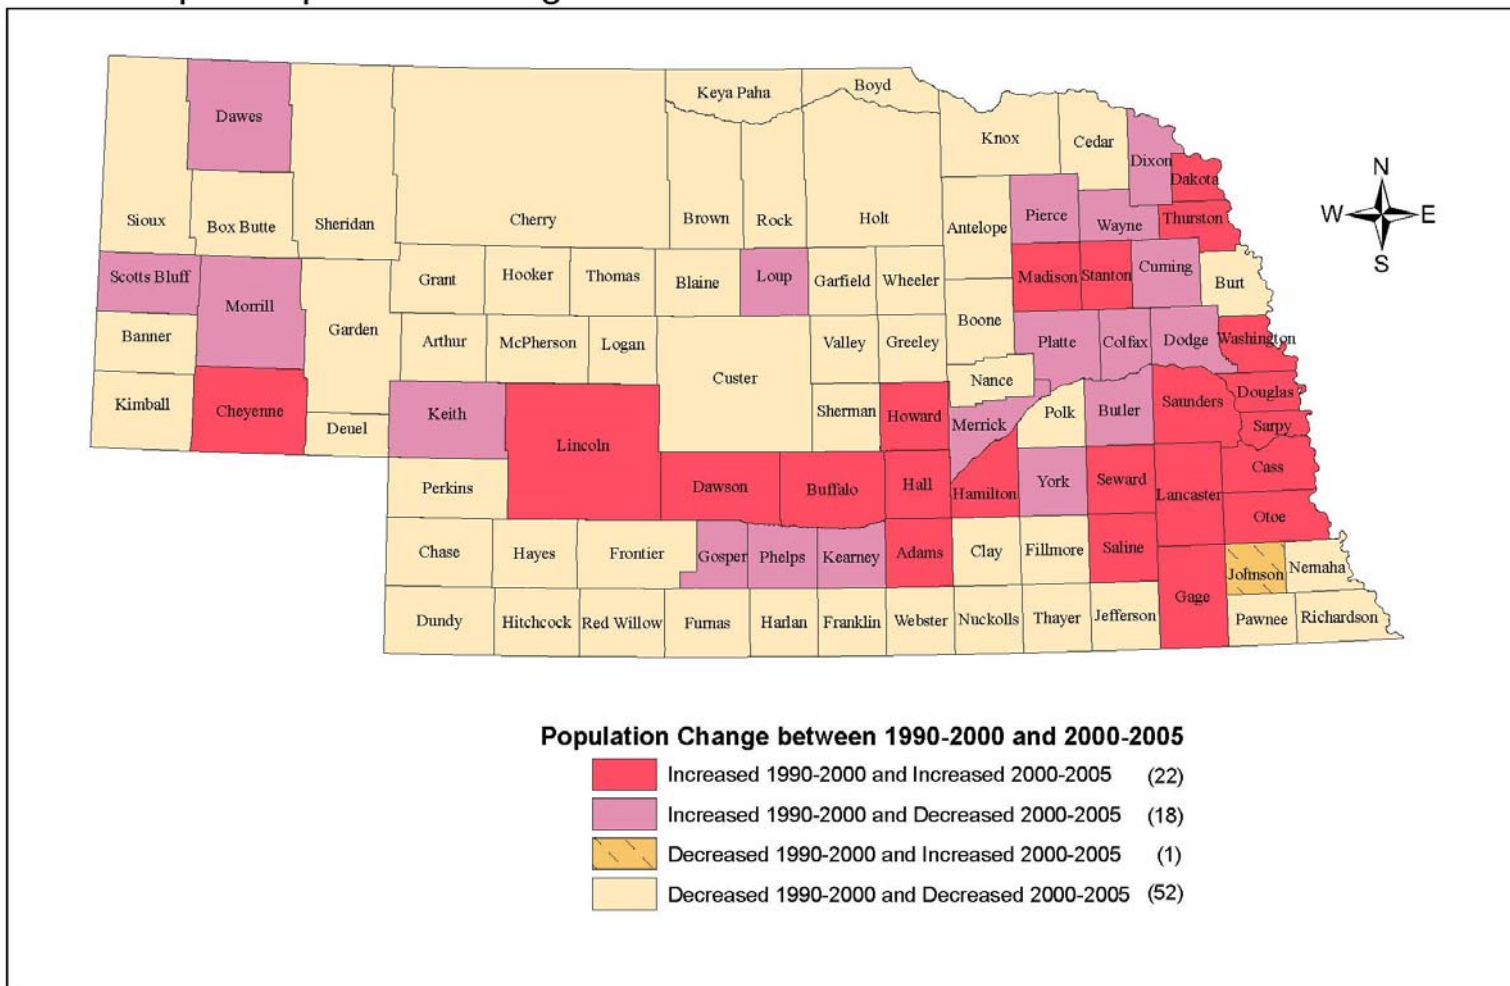 Keya Paha
Boyd
Dawes
Knox
Cedar
Dixon
Dakota
N
W E
S
Sioux
Box Butte
Sheridan
Cherry
Brown
Rock
Holt
Antelope
Pierce
Wayne
Thurston
Scotts Bluff
Morrill
Grant
Hooker
Thomas
Blaine
Loup
Garfield
Wheeler
Madison
Stanton
Cuming
Burt
Banner
Garden
Arthur
McPherson
Logan
Custer
Valley
Greeley
Boone
Platte
Colfax
Dodge
Washington
Kimball
Cheyenne
Deuel
Keith
Lincoln
Sherman
Howard
Nance
Merrick
Polk
Butler
Saunders
Douglas
Sarpy
Perkins
Dawson
Buffalo
Hall
Hamilton
York
Seward
Lancaster
Cass
Otoe
Chase
Hayes
Frontier
Gosper
Phelps
Kearney
Adams
Clay
Fillmore
Saline
Gage
Johnson
Nemaha
Dundy
Hitchcock
Red Willow
Furnas
Harlan
Franklin
Webster
Nuckolls
Thayer
Jefferson
Pawnee
Richardson
Population Change between 1990-2000 and 2000-2005
Increased 1990-2000 and Increased 2000-2005 (22)
Increased 1990-2000 and Decreased 2000-2005 (18)
Decreased 1990-2000 and Increased 2000-2005 (1)
Decreased 1990-2000 and Decreased 2000-2005 (52)